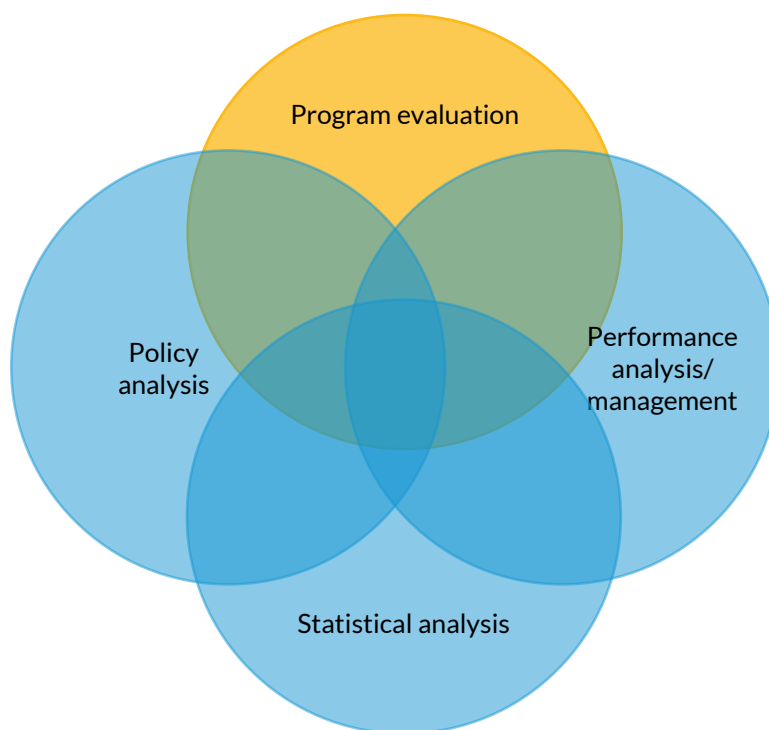 Program evaluation
Policy
analysis
Performance
analysis/
management
Statistical analysis